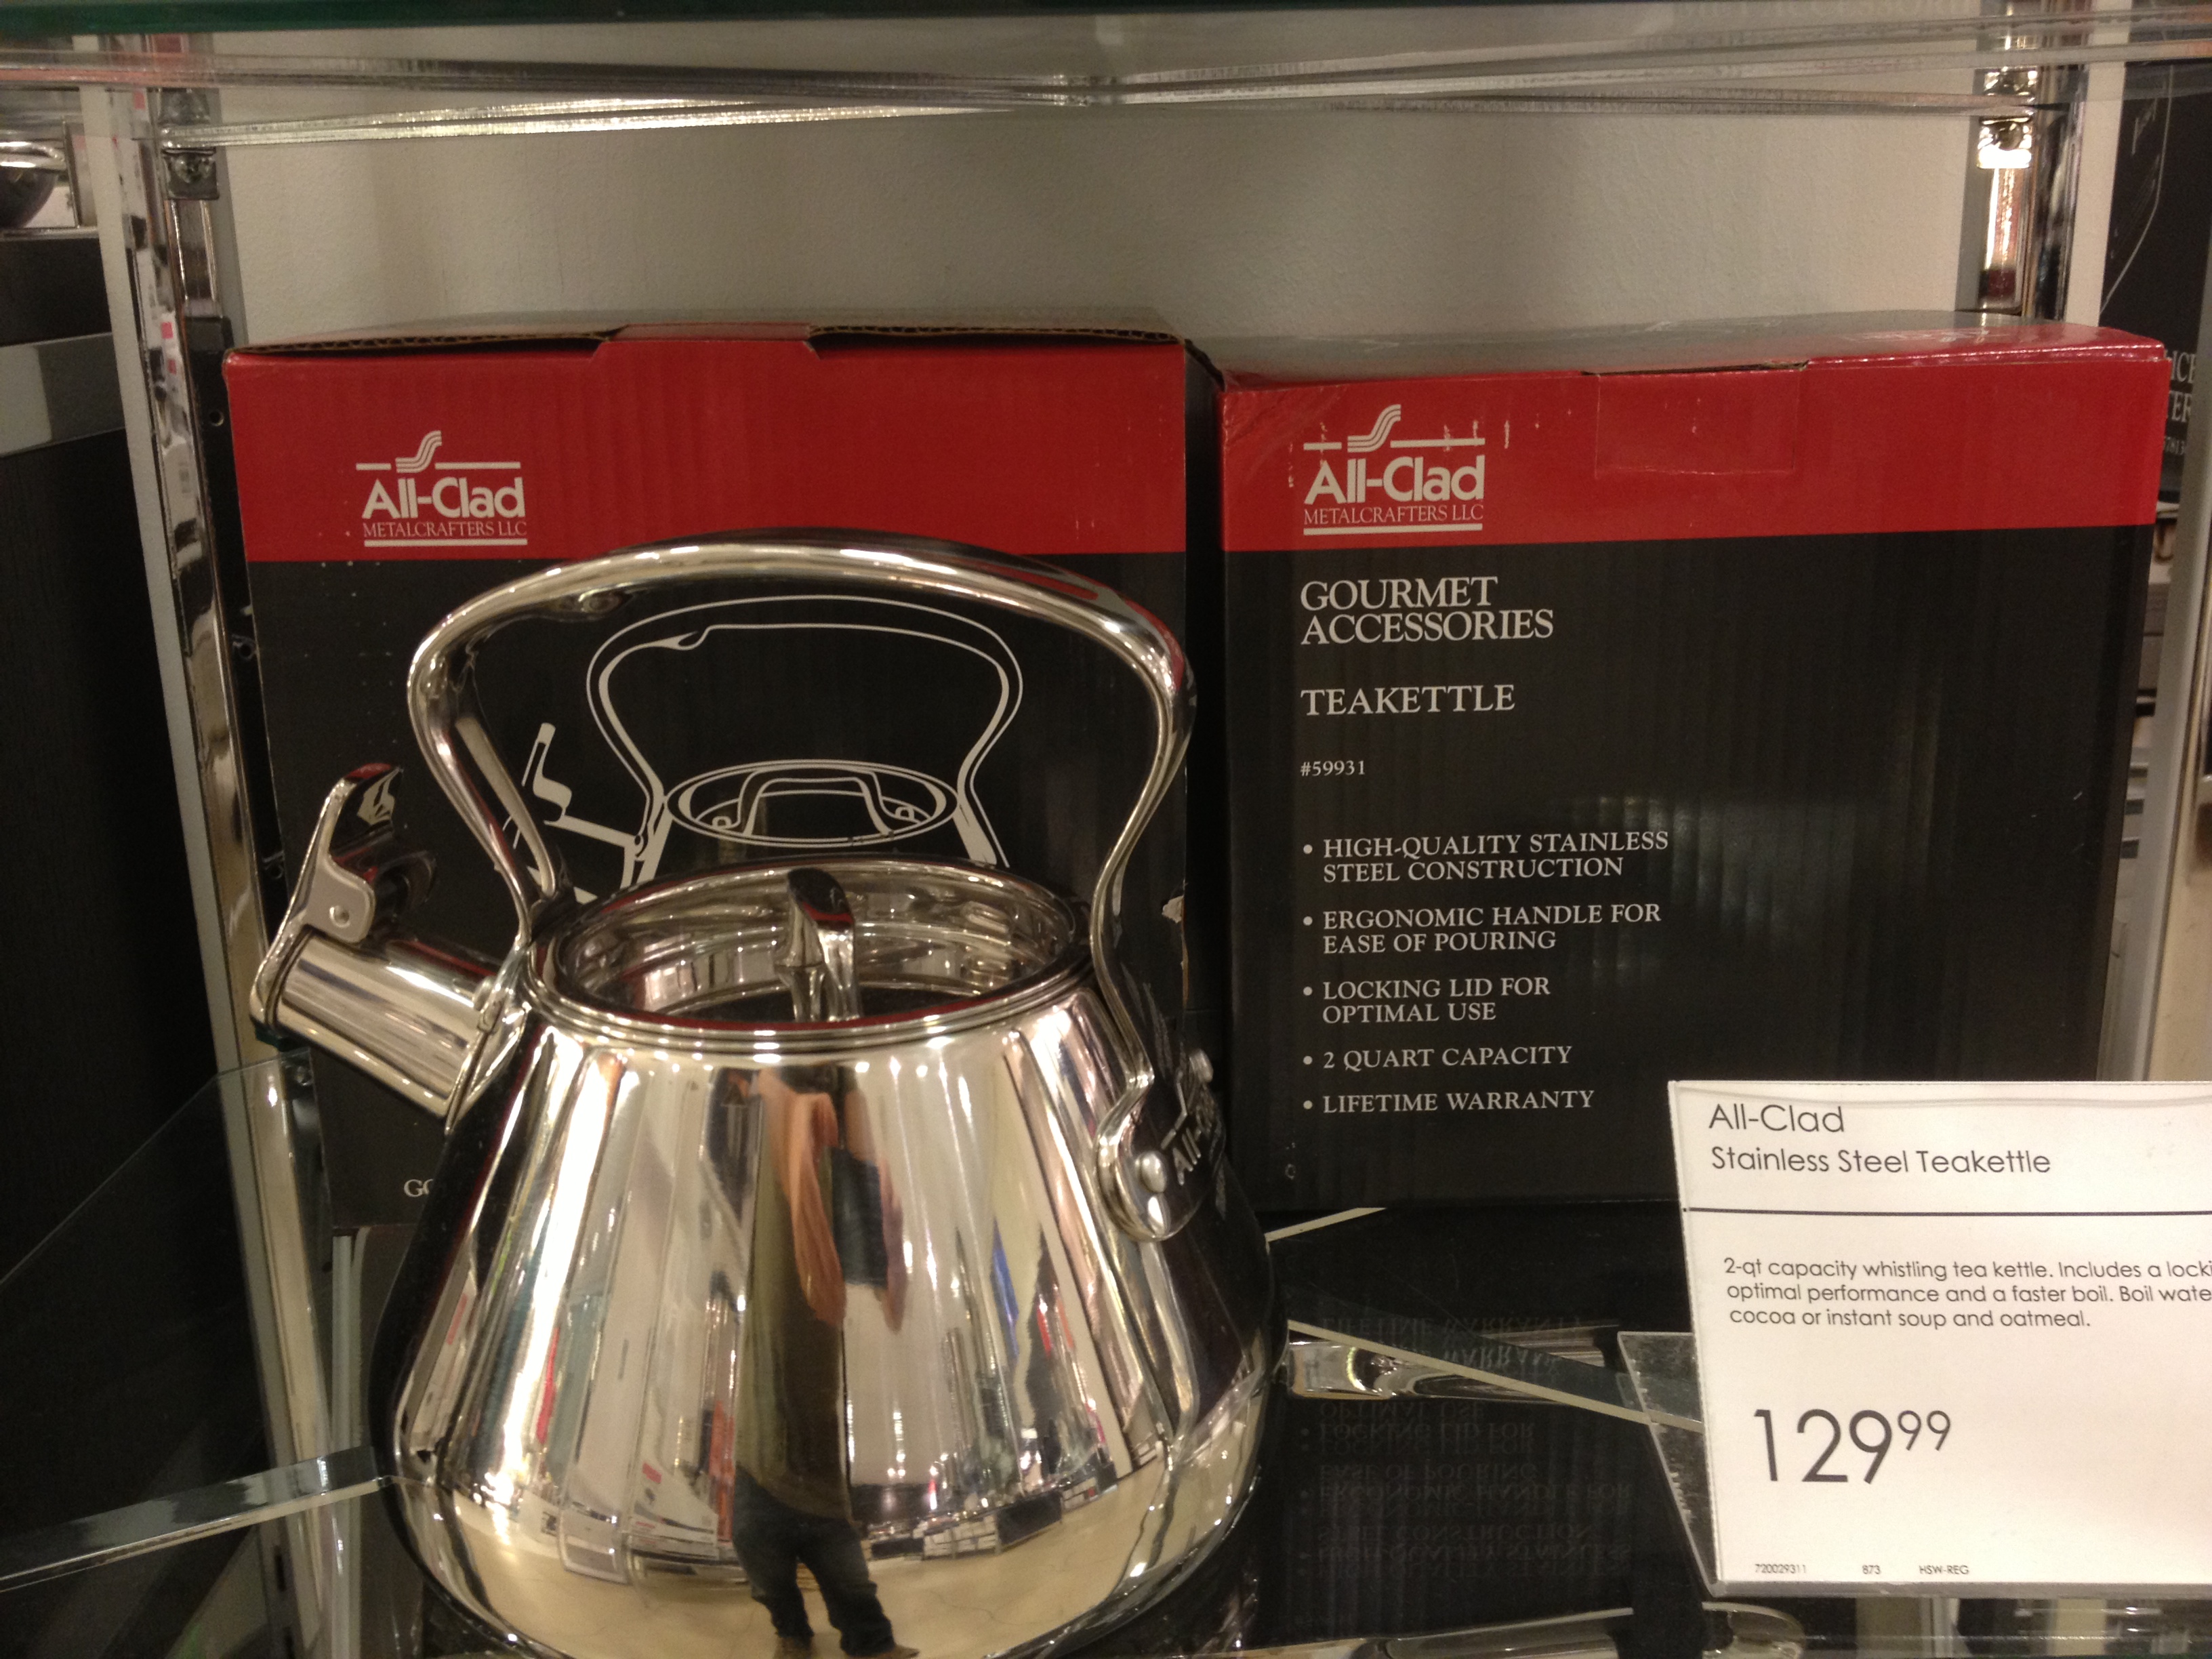 All-Clad
METALCRAFTERS LLC
All-Clad
METALCRAFTERS LLC
GOURMET
ACCESSORIES
TEAKETTLE
#59931
• HIGH-QUALITY STAINLESS
STEEL CONSTRUCTION
• ERGONOMIC HANDLE FOR
EASE OF POURING
• LOCKING LID FOR
OPTIMAL USE
• 2 QUART CAPACITY
• LIFETIME WARRANTY
All-Clad
Stainless Steel Teakettle
2-qt capacity whistling tea kettle. Includes a locki
optimal performance and a faster boil. Boil wate
cocoa or instant soup and oatmeal.
129⁹⁹
720029311 873 HSW-REG